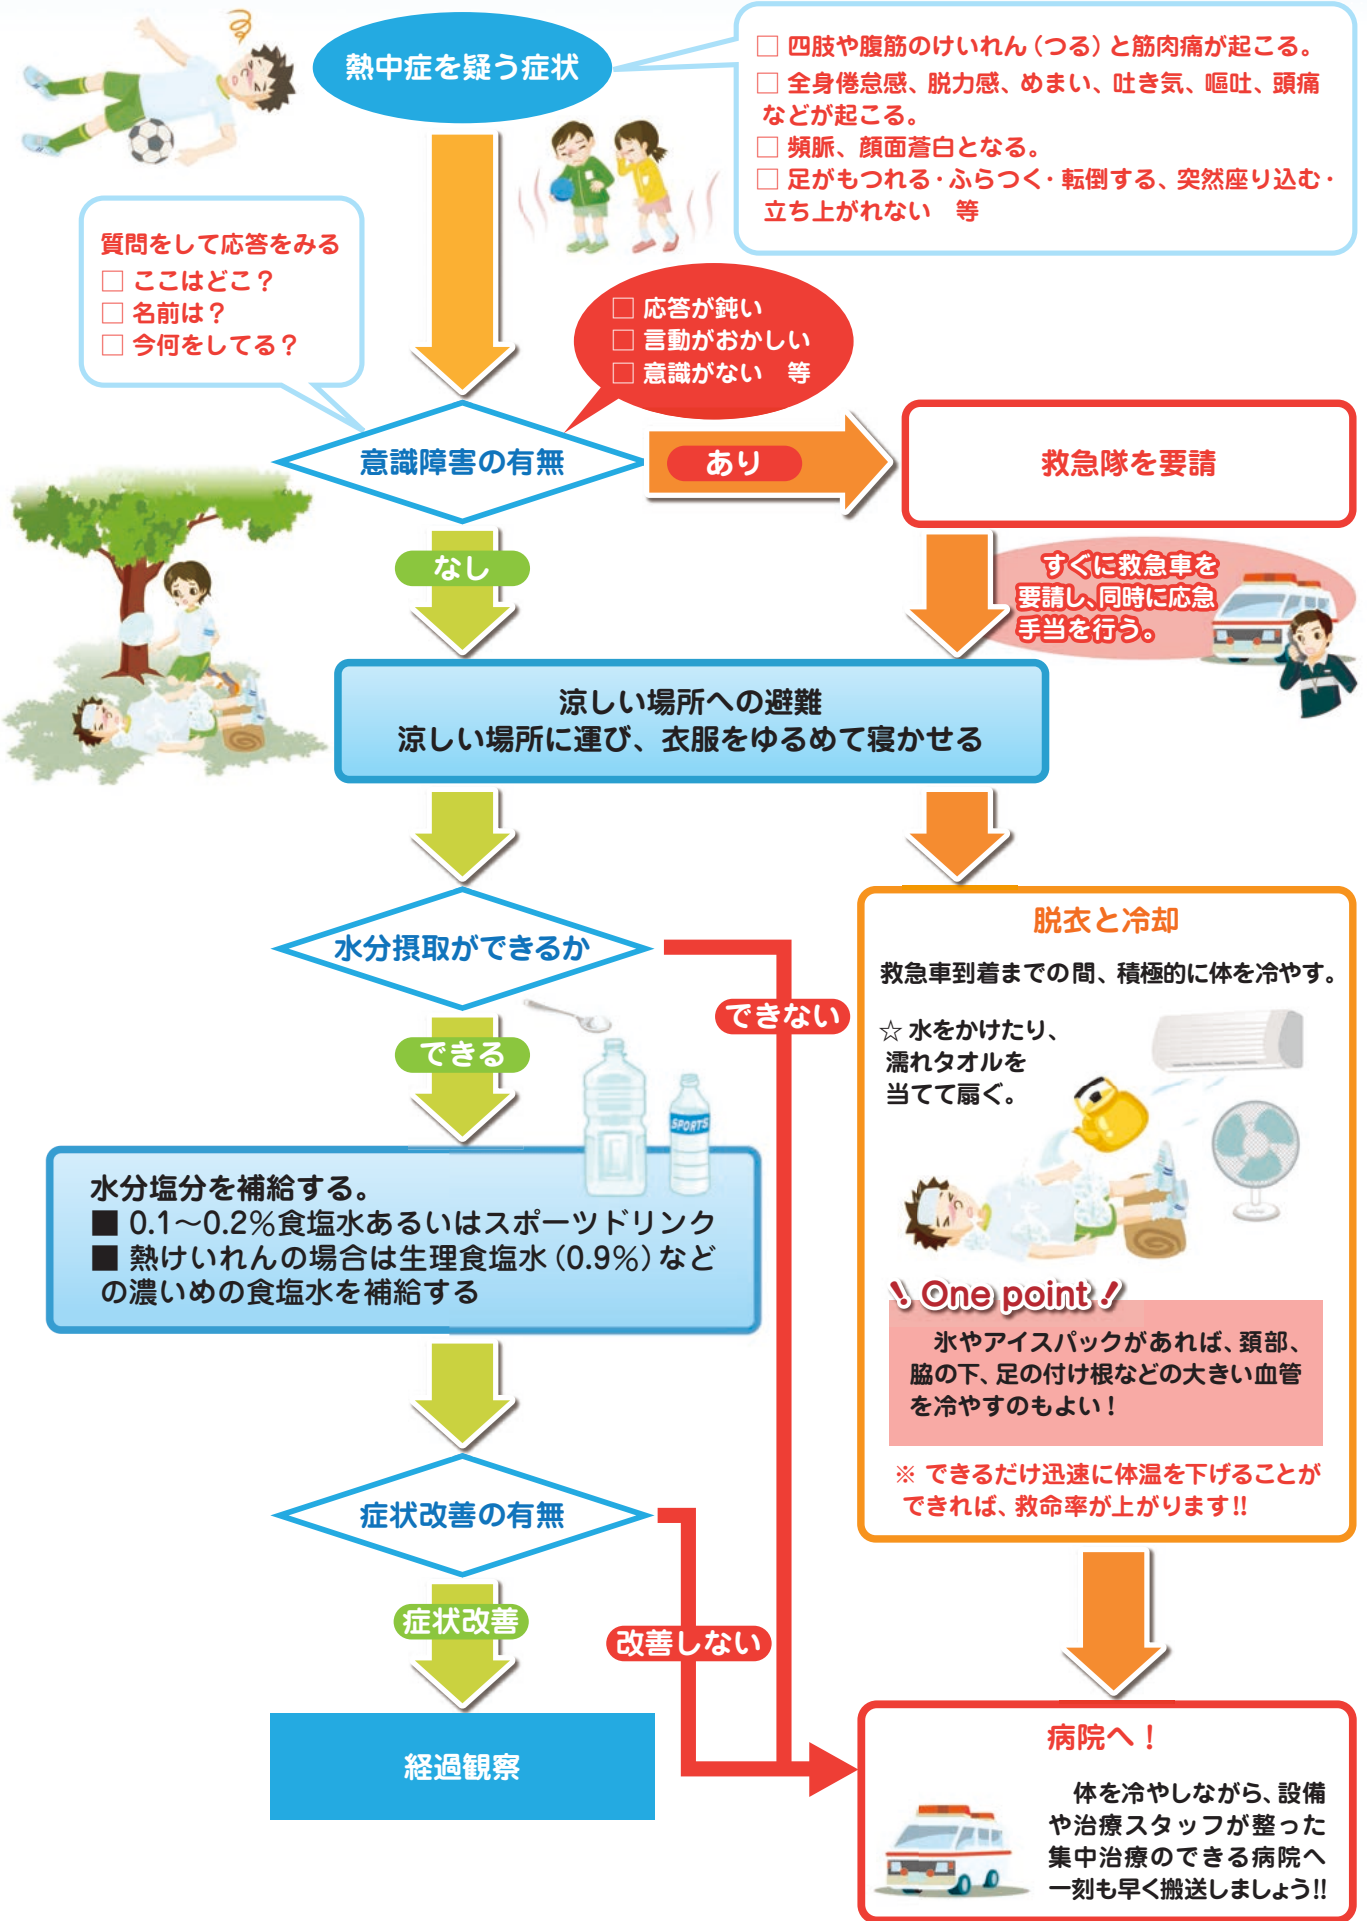 熱中症を疑う症状
□ 四肢や腹筋のけいれん（つる）と筋肉痛が起こる。
□ 全身倦怠感、脱力感、めまい、吐き気、嘔吐、頭痛
などが起こる。
□ 頻脈、顔面蒼白となる。
□ 足がもつれる・ふらつく・転倒する、突然座り込む・
立ち上がれない　等
質問をして応答をみる
□ ここはどこ？
□ 名前は？
□ 今何をしてる？
□ 応答が鈍い
□ 言動がおかしい
□ 意識がない　等
意識障害の有無
あり
救急隊を要請
なし
すぐに救急車を
要請し、同時に応急
手当を行う。
涼しい場所への避難
涼しい場所に運び、衣服をゆるめて寝かせる
水分摂取ができるか
できない
できる
SPORTS
水分塩分を補給する。
■ 0.1～0.2％食塩水あるいはスポーツドリンク
■ 熱けいれんの場合は生理食塩水（0.9％）など
の濃いめの食塩水を補給する
脱衣と冷却
救急車到着までの間、積極的に体を冷やす。
☆ 水をかけたり、
濡れタオルを
当てて扇ぐ。
! One point !
氷やアイスパックがあれば、頚部、
脇の下、足の付け根などの大きい血管
を冷やすのもよい！
※ できるだけ迅速に体温を下げることが
できれば、救命率が上がります!!
症状改善の有無
症状改善
改善しない
経過観察
病院へ！
体を冷やしながら、設備
や治療スタッフが整った
集中治療のできる病院へ
一刻も早く搬送しましょう!!